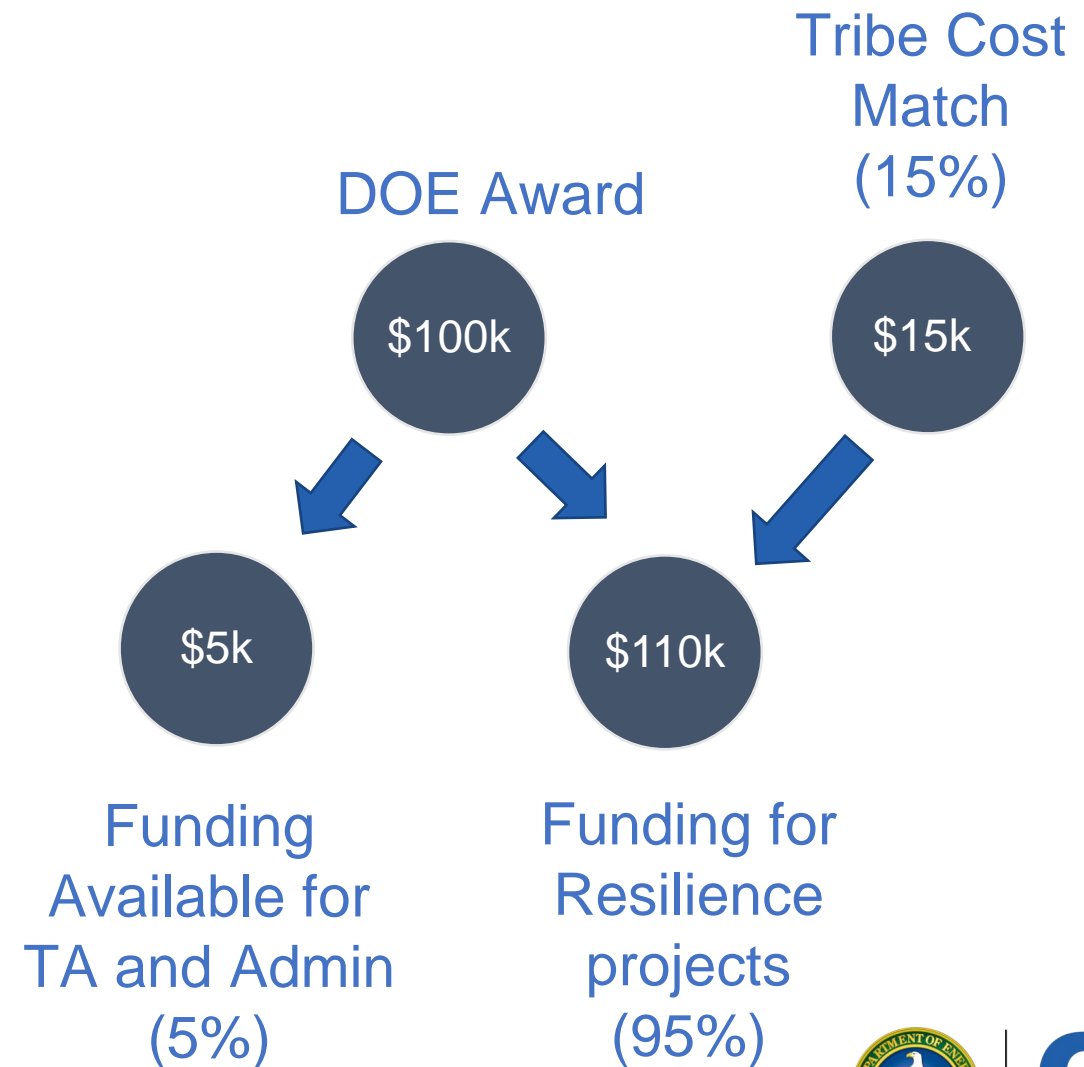 Tribe Cost
Match
(15%)
DOE Award
$100k
$15k
$5k
$110k
Funding
Available for
TA and Admin
(5%)
Funding for
Resilience
projects
(95%)